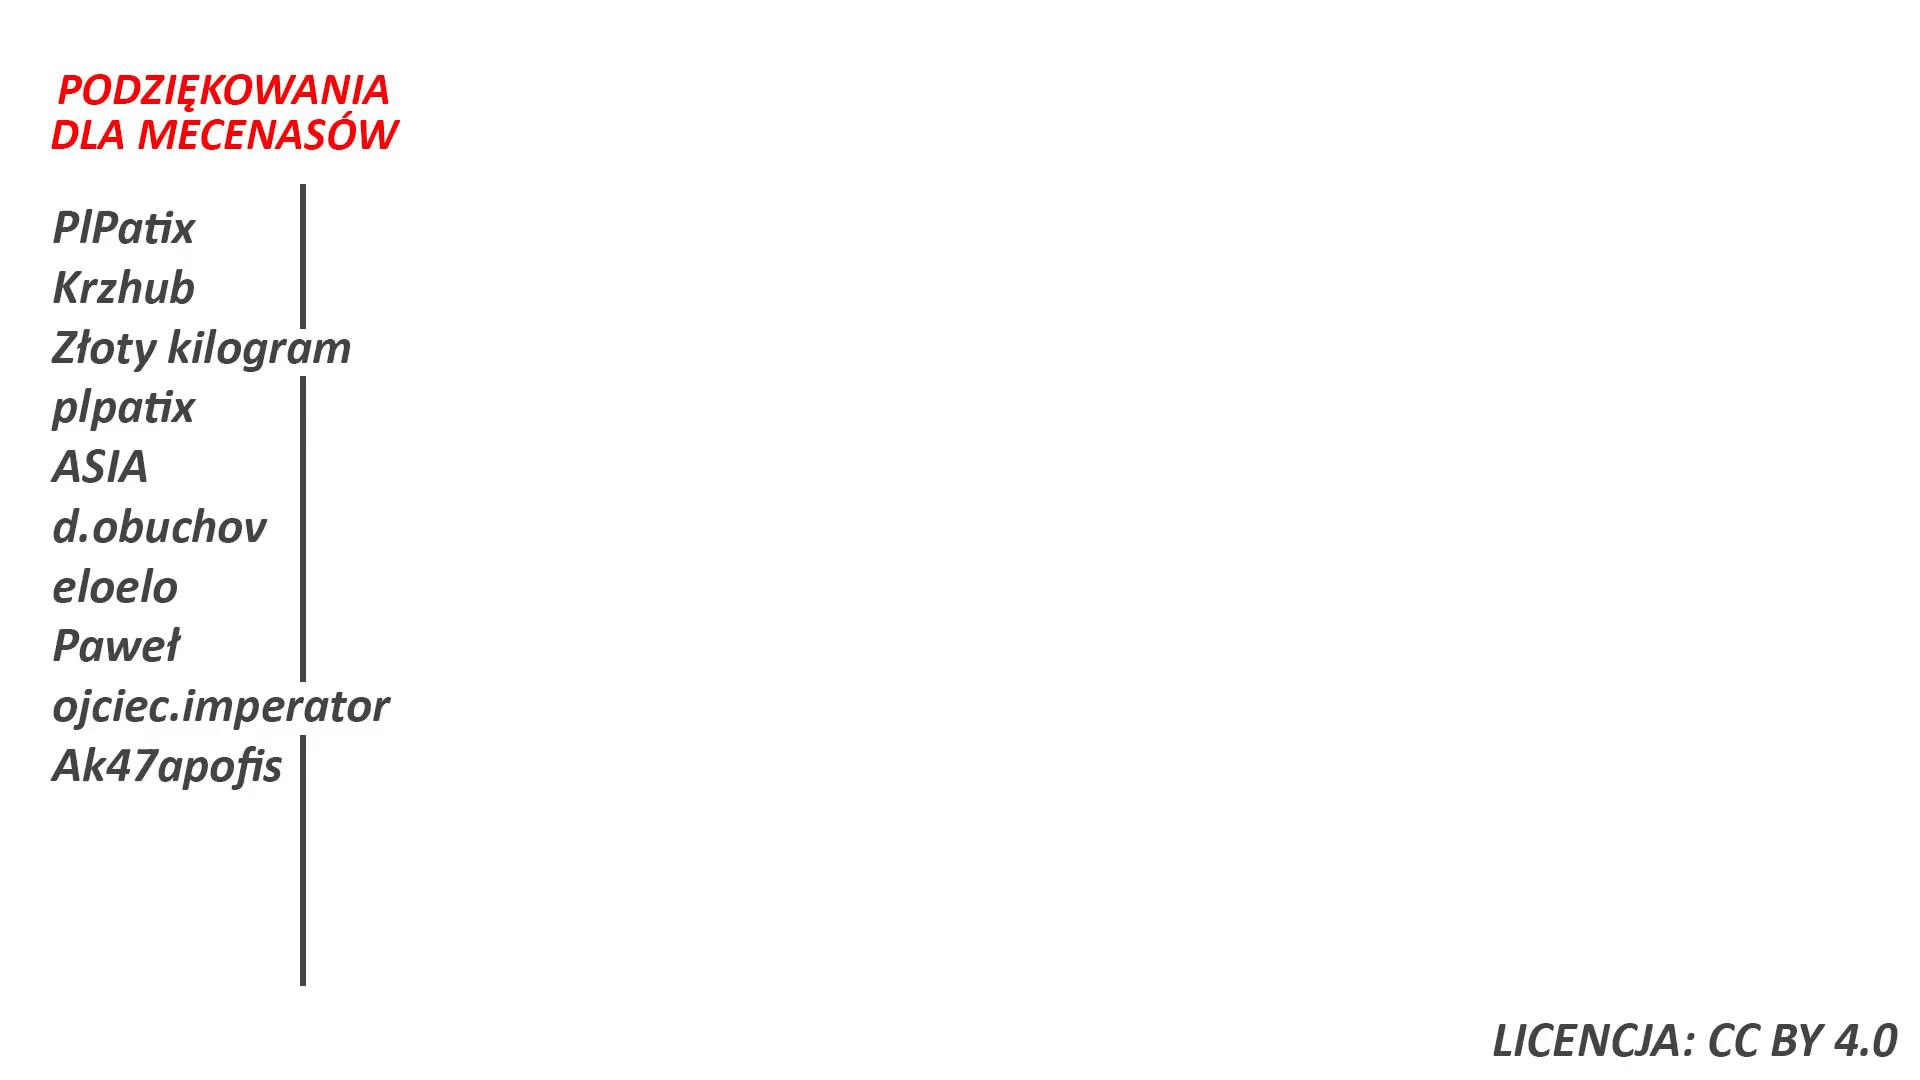 PODZIĘKOWANIA
DLA MECENASÓW
PlPatix
Krzhub
Złoty kilogram
plpatix
ASIA
d.obuchov
eloelo
Paweł
ojciec.imperator
Ak47apofis
LICENCJA: CC BY 4.0